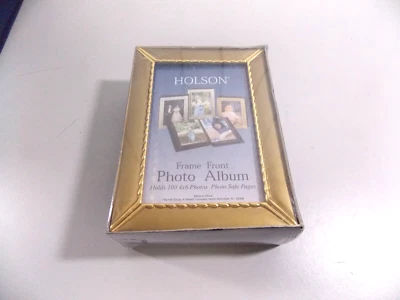 HOLSON®
Frame Front
Photo Album
Holds 100 4x6 Photos Photo Safe Pages